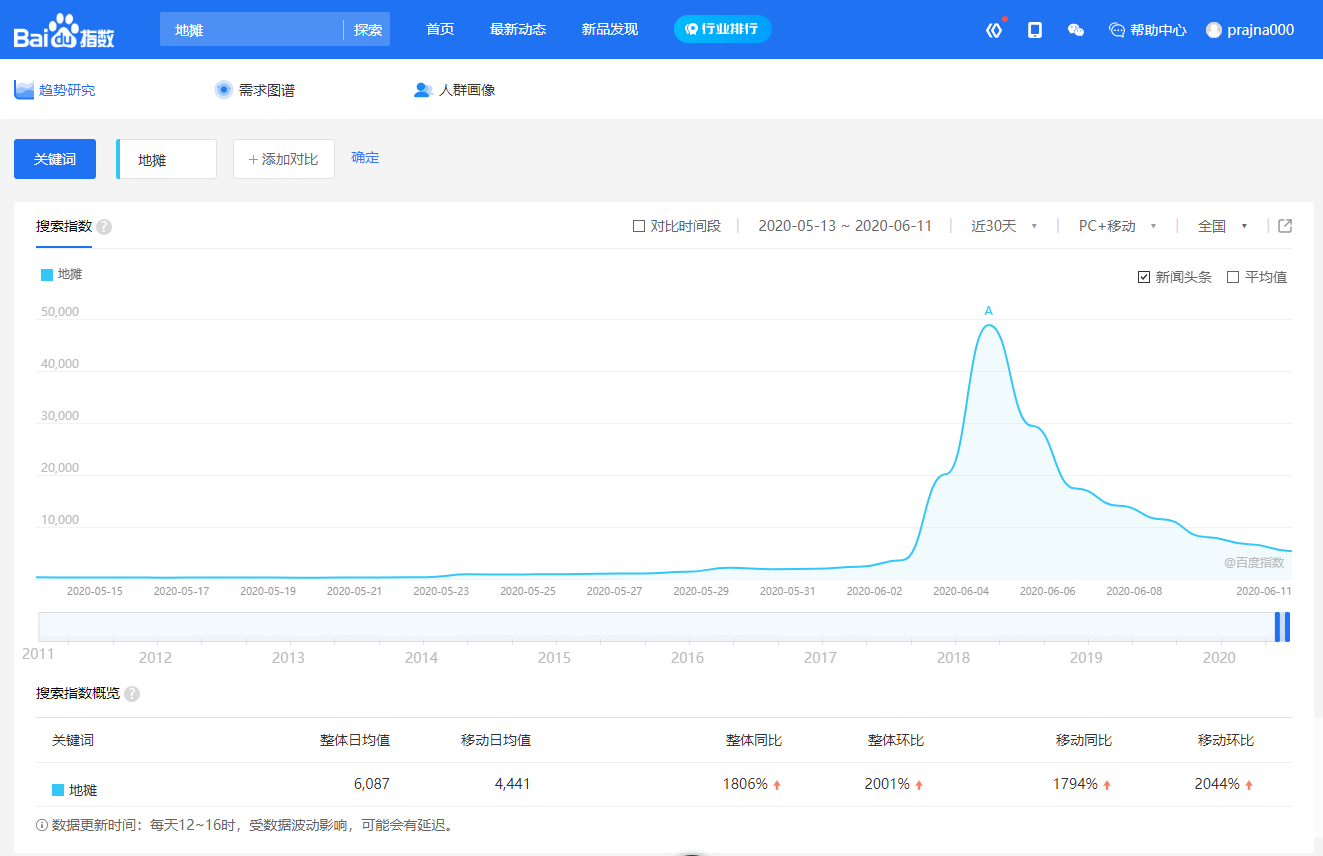 Baidu指数 地摊 探索 首页 最新动态 新品发现 行业排行 帮助中心 prajna000
趋势研究 需求图谱 人群画像
关键词 地摊 + 添加对比 确定
搜索指数 ? 对比时间段 2020-05-13 ~ 2020-06-11 近30天 PC+移动 全国
地摊 新闻头条 平均值
A
50,000
40,000
30,000
20,000
10,000
@百度指数
2020-05-15 2020-05-17 2020-05-19 2020-05-21 2020-05-23 2020-05-25 2020-05-27 2020-05-29 2020-05-31 2020-06-02 2020-06-04 2020-06-06 2020-06-08 2020-06-11
2011 2012 2013 2014 2015 2016 2017 2018 2019 2020
搜索指数概览 ?
关键词 整体日均值 移动日均值 整体同比 整体环比 移动同比 移动环比
地摊 6,087 4,441 1806% 2001% 1794% 2044%
数据更新时间：每天12~16时，受数据波动影响，可能会有延迟。